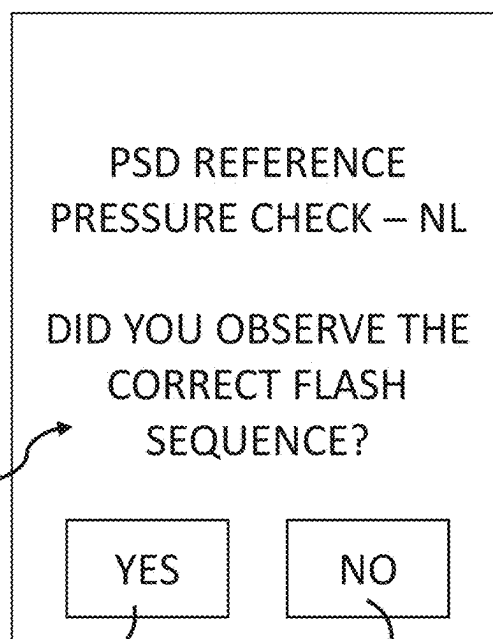 PSD REFERENCE
PRESSURE CHECK – NL
DID YOU OBSERVE THE
CORRECT FLASH
SEQUENCE?
YES NO